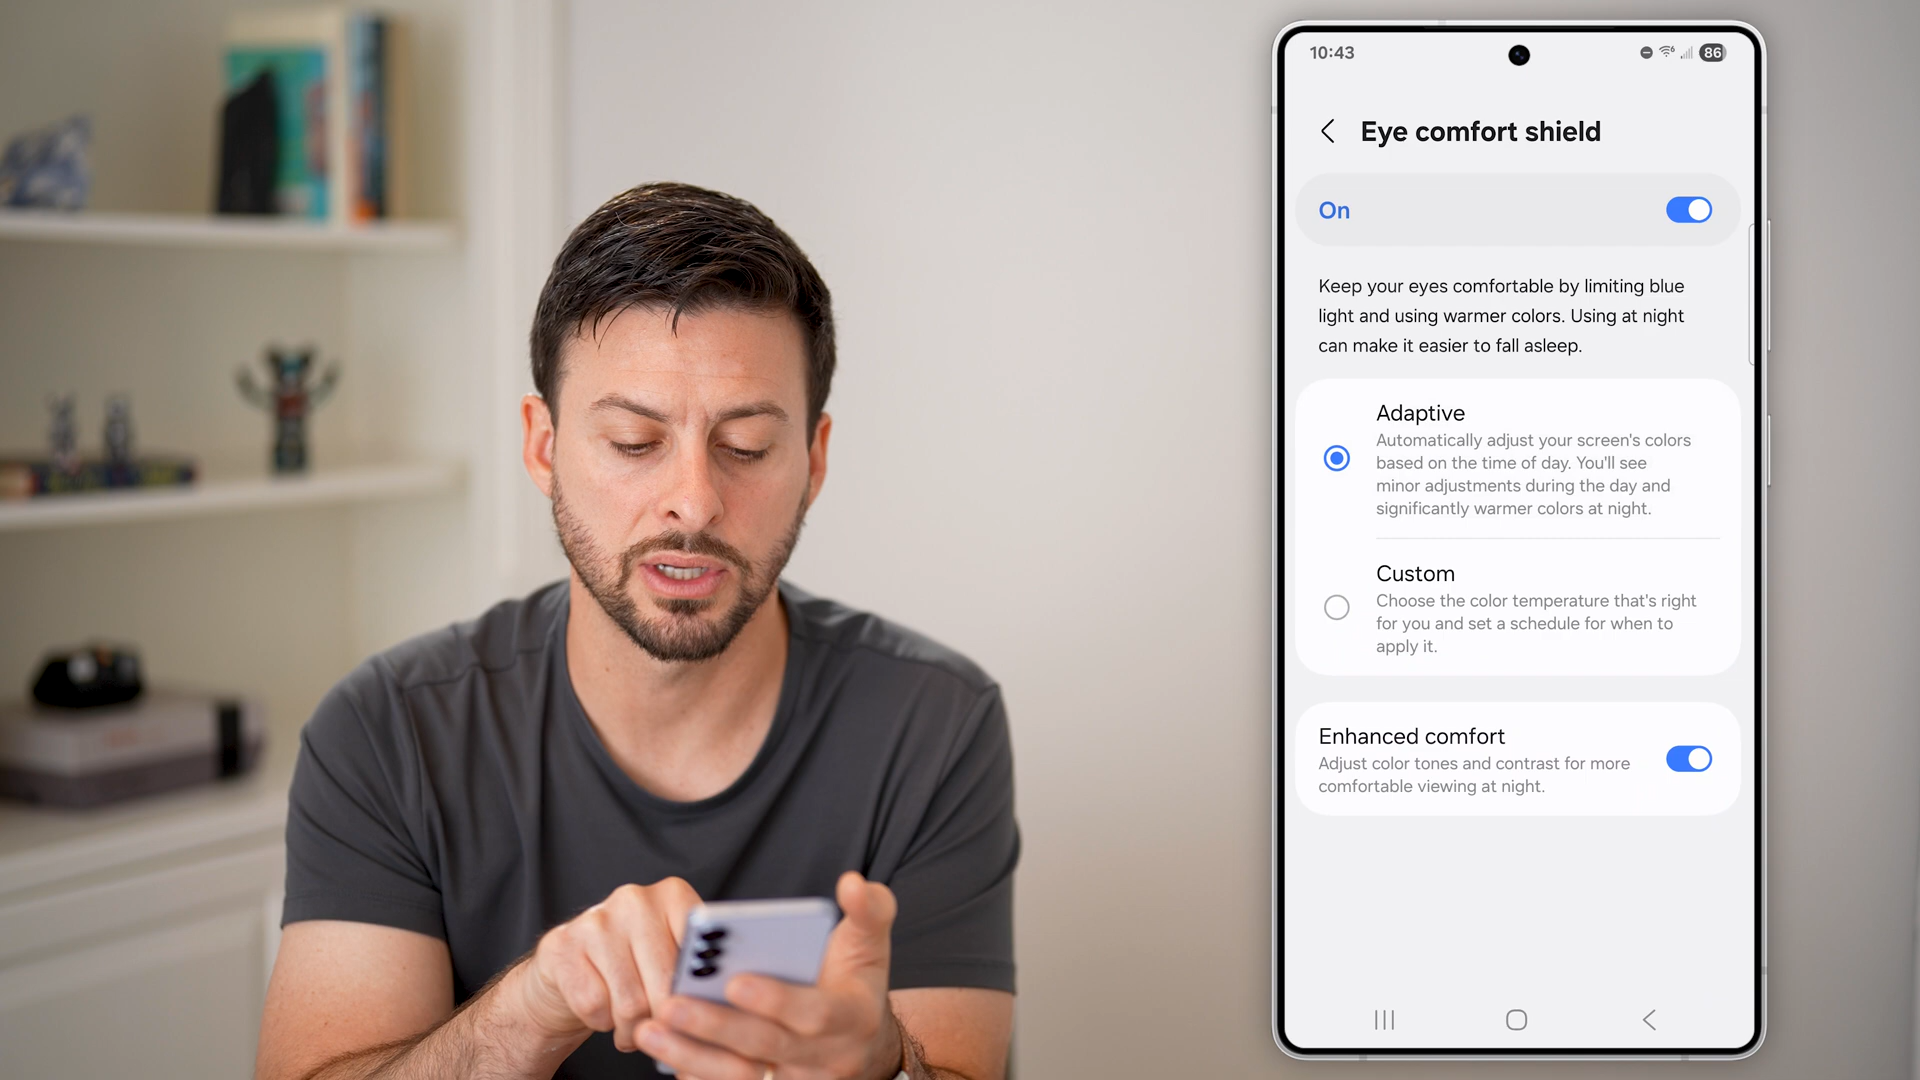 10:43
86
Eye comfort shield
On
Keep your eyes comfortable by limiting blue
light and using warmer colors. Using at night
can make it easier to fall asleep.
Adaptive
Automatically adjust your screen's colors
based on the time of day. You'll see
minor adjustments during the day and
significantly warmer colors at night.
Custom
Choose the color temperature that's right
for you and set a schedule for when to
apply it.
Enhanced comfort
Adjust color tones and contrast for more
comfortable viewing at night.